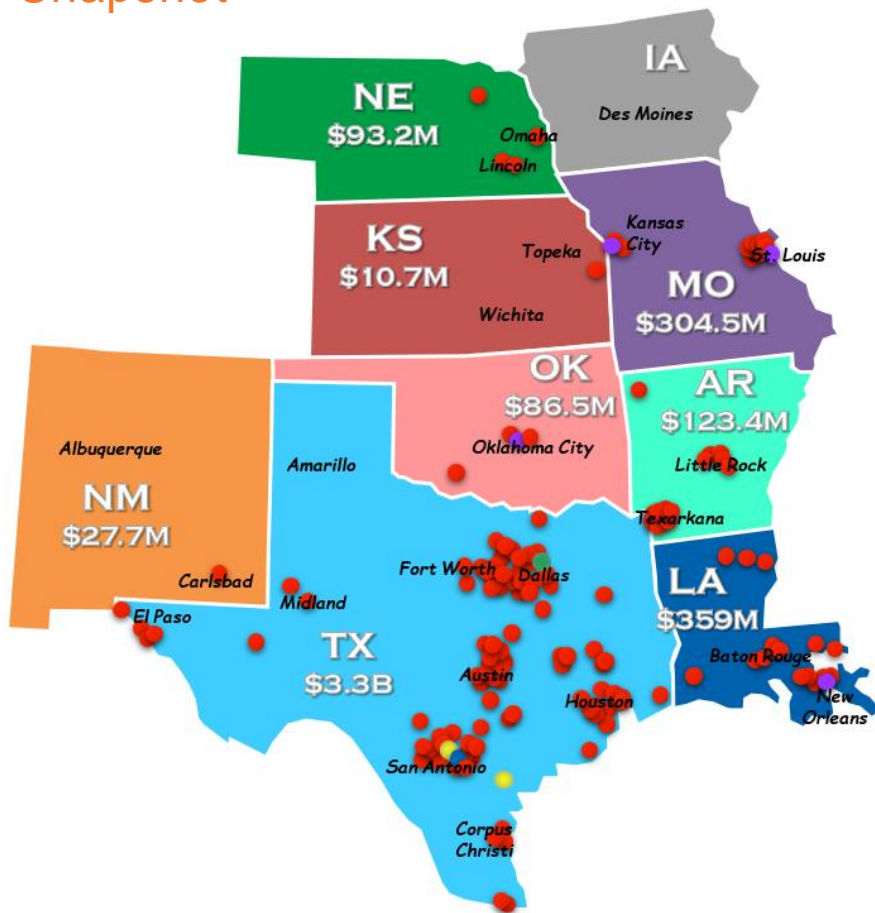 Snapshot
IA
Des Moines
NE
$93.2M
Omaha
Lincoln
KS
$10.7M
Topeka
Wichita
Kansas
City
St. Louis
MO
$304.5M
OK
$86.5M
Oklahoma City
AR
$123.4M
Little Rock
Texarkana
Albuquerque
NM
$27.7M
Carlsbad
Amarillo
Fort Worth
Dallas
Midland
El Paso
TX
$3.3B
Austin
Houston
San Antonio
Corpus
Christi
LA
$359M
Baton Rouge
New
Orleans